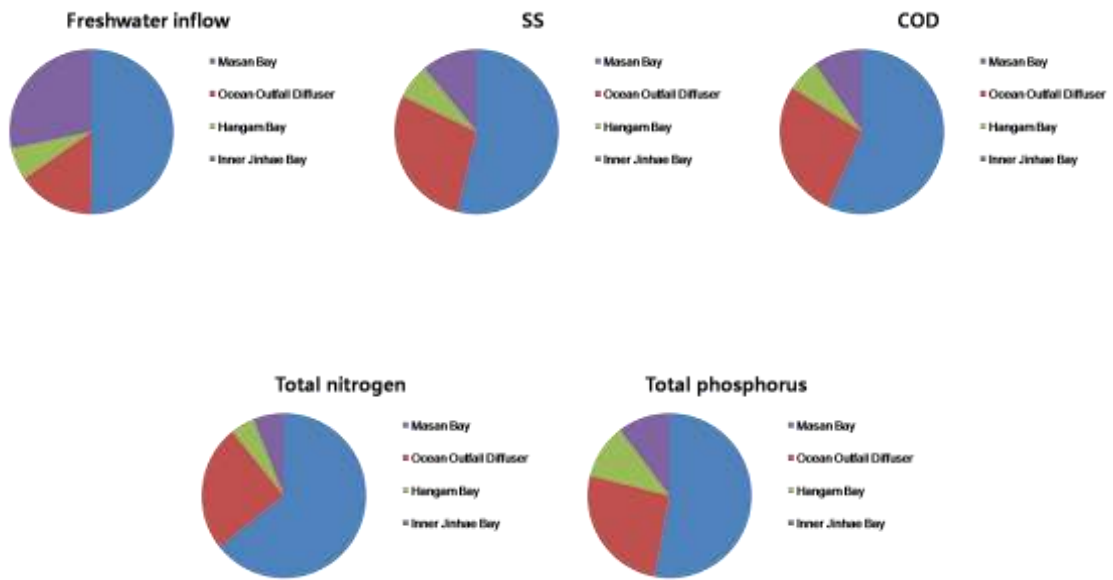 Freshwater inflow
Masan Bay
Ocean Outfall Diffuser
Hangam Bay
Inner Jinhae Bay
SS
Masan Bay
Ocean Outfall Diffuser
Hangam Bay
Inner Jinhae Bay
COD
Masan Bay
Ocean Outfall Diffuser
Hangam Bay
Inner Jinhae Bay
Total nitrogen
Masan Bay
Ocean Outfall Diffuser
Hangam Bay
Inner Jinhae Bay
Total phosphorus
Masan Bay
Ocean Outfall Diffuser
Hangam Bay
Inner Jinhae Bay